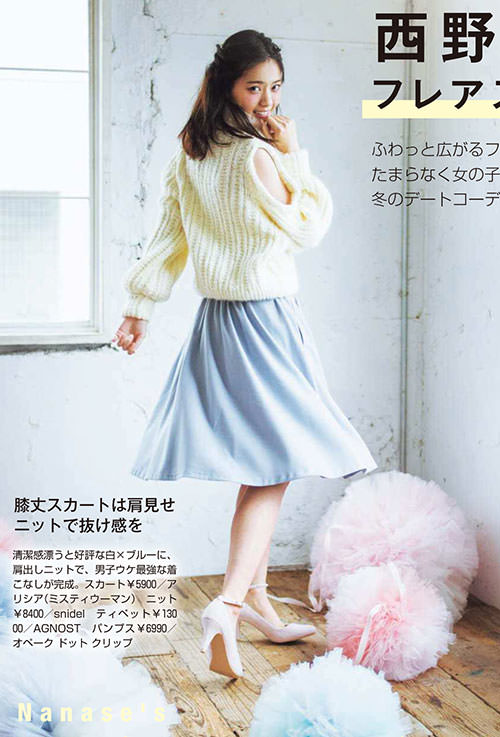 西野
フレアス
ふわっと広がるフ
たまらなく女の子
冬のデートコーデ
膝丈スカートは肩見せ
ニットで抜け感を
清潔感漂うと好評な白×ブルーに、
肩出しニットで、男子ウケ最強な着
こなしが完成。スカート¥5900／ア
リシア(ミスティウーマン) ニット
¥8400／snidel ティペット¥130
00／AGNOST パンプス¥6990／
オペーク ドット クリップ
Nanase's